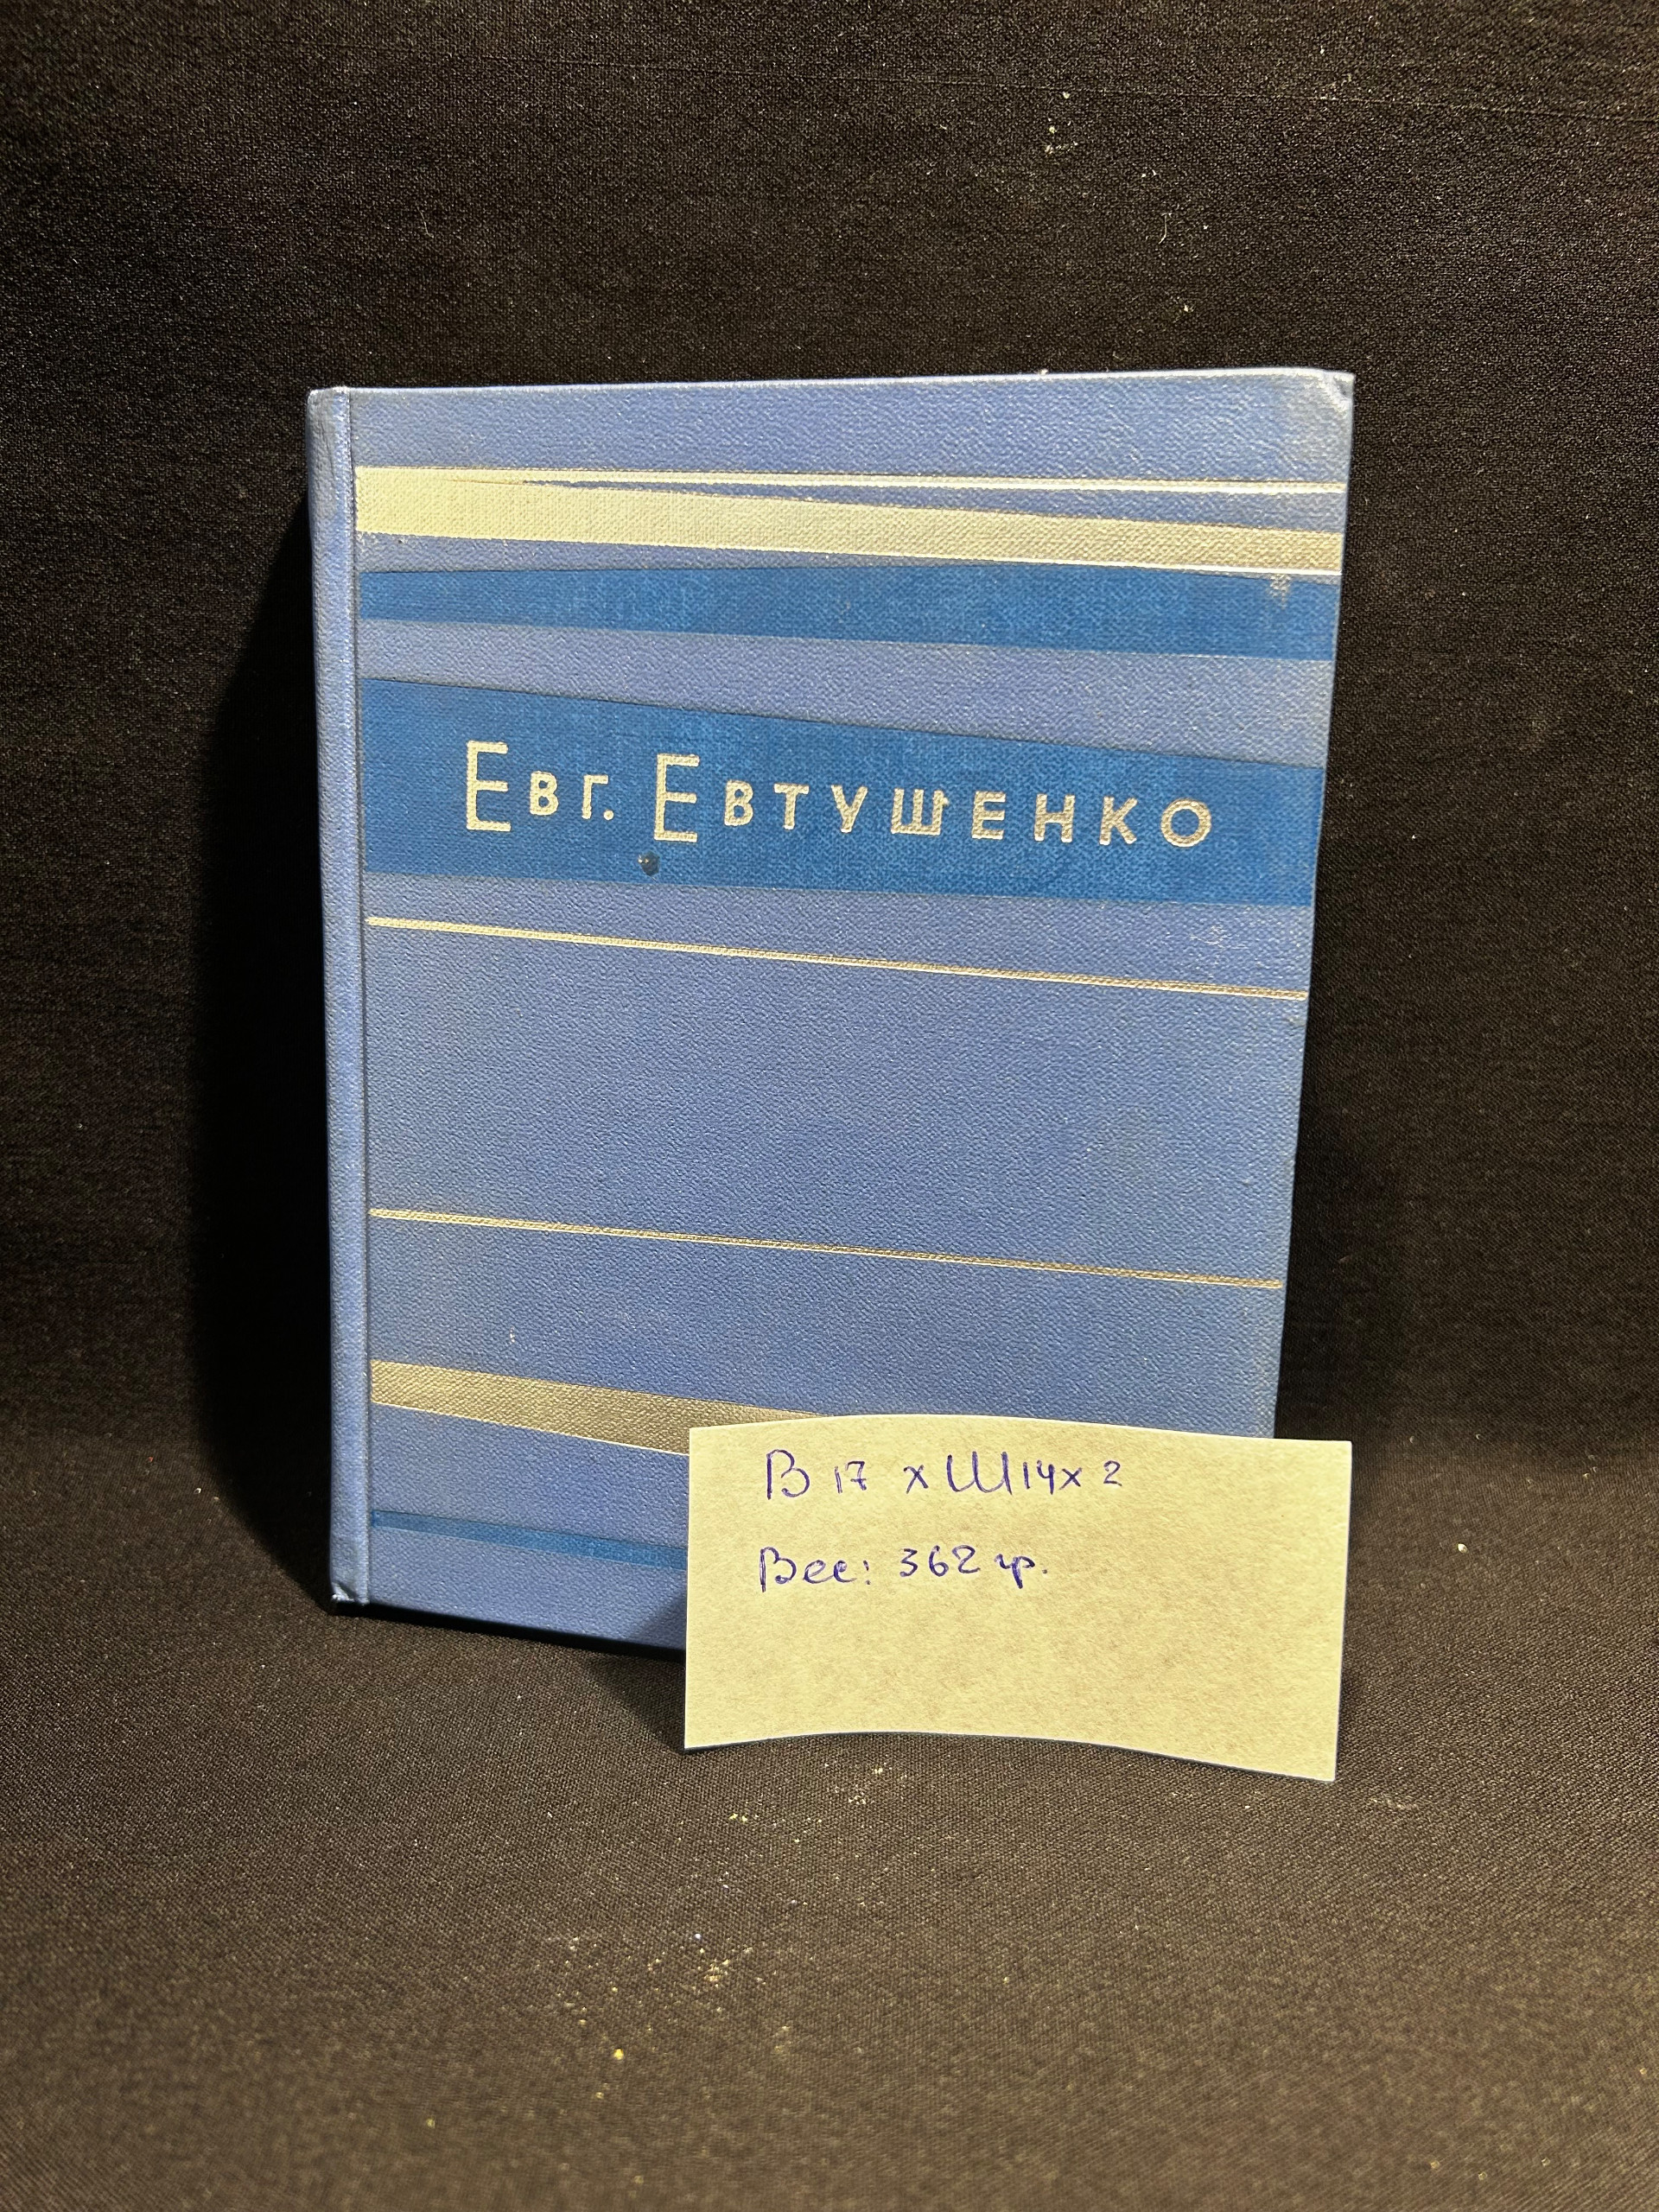 Евг. Евтушенко
В 17 х Ш 14 х 2
Вес: 362 гр.